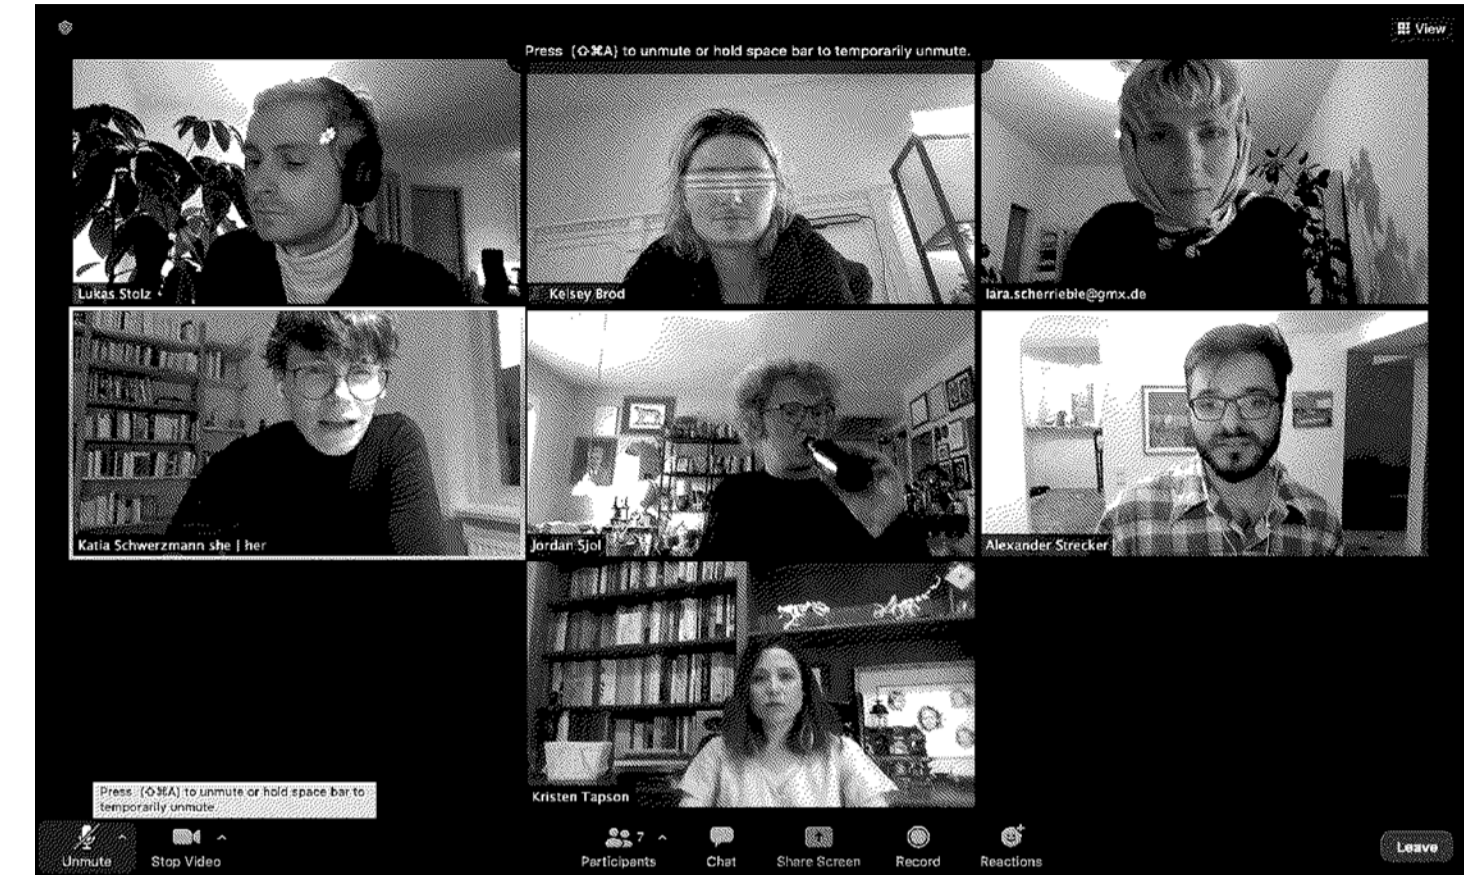 View
Press (⇧⌘A) to unmute or hold space bar to temporarily unmute.
Lukas Stolz
Kelsey Brod
lara.scherrieble@gmx.de
Katia Schwerzmann she | her
Jordan Sjol
Alexander Strecker
Kristen Tapson
Press (⇧⌘A) to unmute or hold space bar to
temporarily unmute.
7
Unmute
Stop Video
Participants
Chat
Share Screen
Record
Reactions
Leave